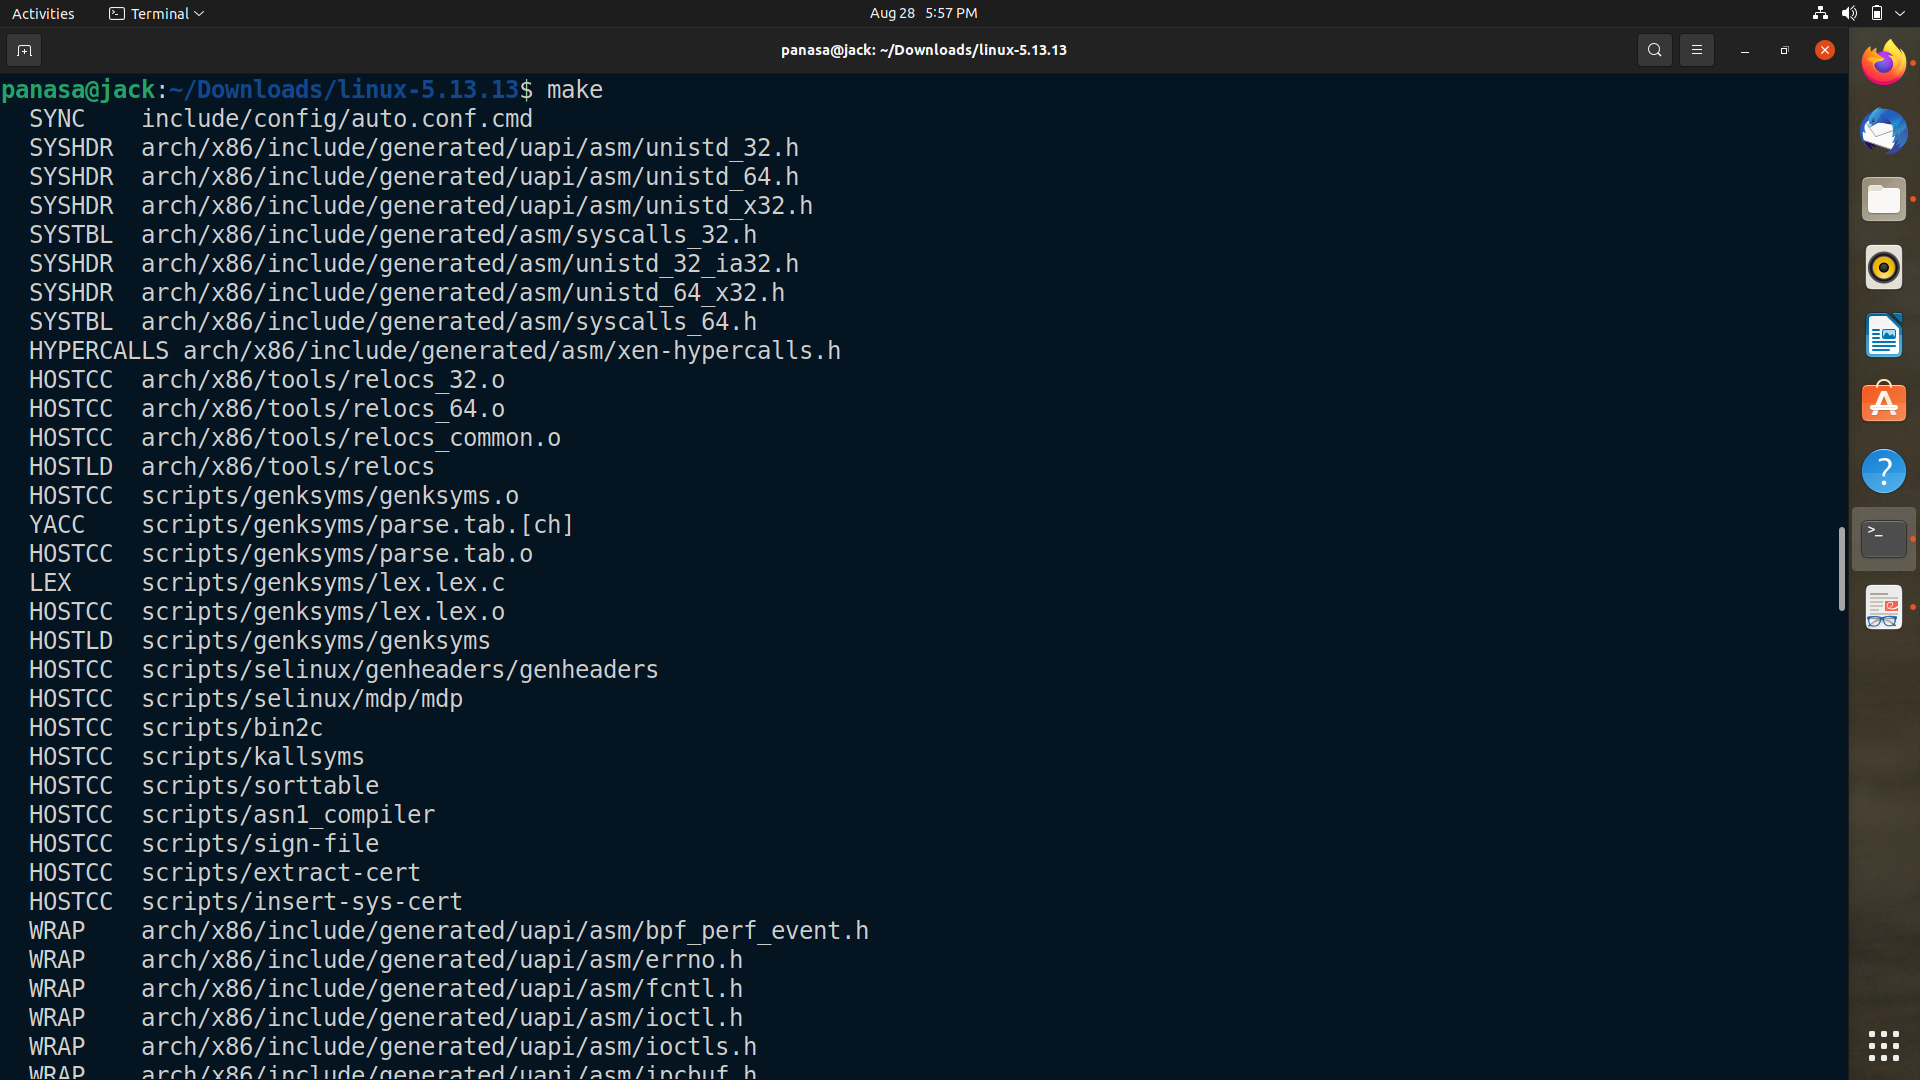 Activities Terminal Aug 28 5:57 PM
panasa@jack: ~/Downloads/linux-5.13.13
panasa@jack:~/Downloads/linux-5.13.13$ make
SYNC include/config/auto.conf.cmd
SYSHDR arch/x86/include/generated/uapi/asm/unistd_32.h
SYSHDR arch/x86/include/generated/uapi/asm/unistd_64.h
SYSHDR arch/x86/include/generated/uapi/asm/unistd_x32.h
SYSTBL arch/x86/include/generated/asm/syscalls_32.h
SYSHDR arch/x86/include/generated/asm/unistd_32_ia32.h
SYSHDR arch/x86/include/generated/asm/unistd_64_x32.h
SYSTBL arch/x86/include/generated/asm/syscalls_64.h
HYPERCALLS arch/x86/include/generated/asm/xen-hypercalls.h
HOSTCC arch/x86/tools/relocs_32.o
HOSTCC arch/x86/tools/relocs_64.o
HOSTCC arch/x86/tools/relocs_common.o
HOSTLD arch/x86/tools/relocs
HOSTCC scripts/genksyms/genksyms.o
YACC scripts/genksyms/parse.tab.[ch]
HOSTCC scripts/genksyms/parse.tab.o
LEX scripts/genksyms/lex.lex.c
HOSTCC scripts/genksyms/lex.lex.o
HOSTLD scripts/genksyms/genksyms
HOSTCC scripts/selinux/genheaders/genheaders
HOSTCC scripts/selinux/mdp/mdp
HOSTCC scripts/bin2c
HOSTCC scripts/kallsyms
HOSTCC scripts/sorttable
HOSTCC scripts/asn1_compiler
HOSTCC scripts/sign-file
HOSTCC scripts/extract-cert
HOSTCC scripts/insert-sys-cert
WRAP arch/x86/include/generated/uapi/asm/bpf_perf_event.h
WRAP arch/x86/include/generated/uapi/asm/errno.h
WRAP arch/x86/include/generated/uapi/asm/fcntl.h
WRAP arch/x86/include/generated/uapi/asm/ioctl.h
WRAP arch/x86/include/generated/uapi/asm/ioctls.h
WRAP arch/x86/include/generated/uapi/asm/ipcbuf.h